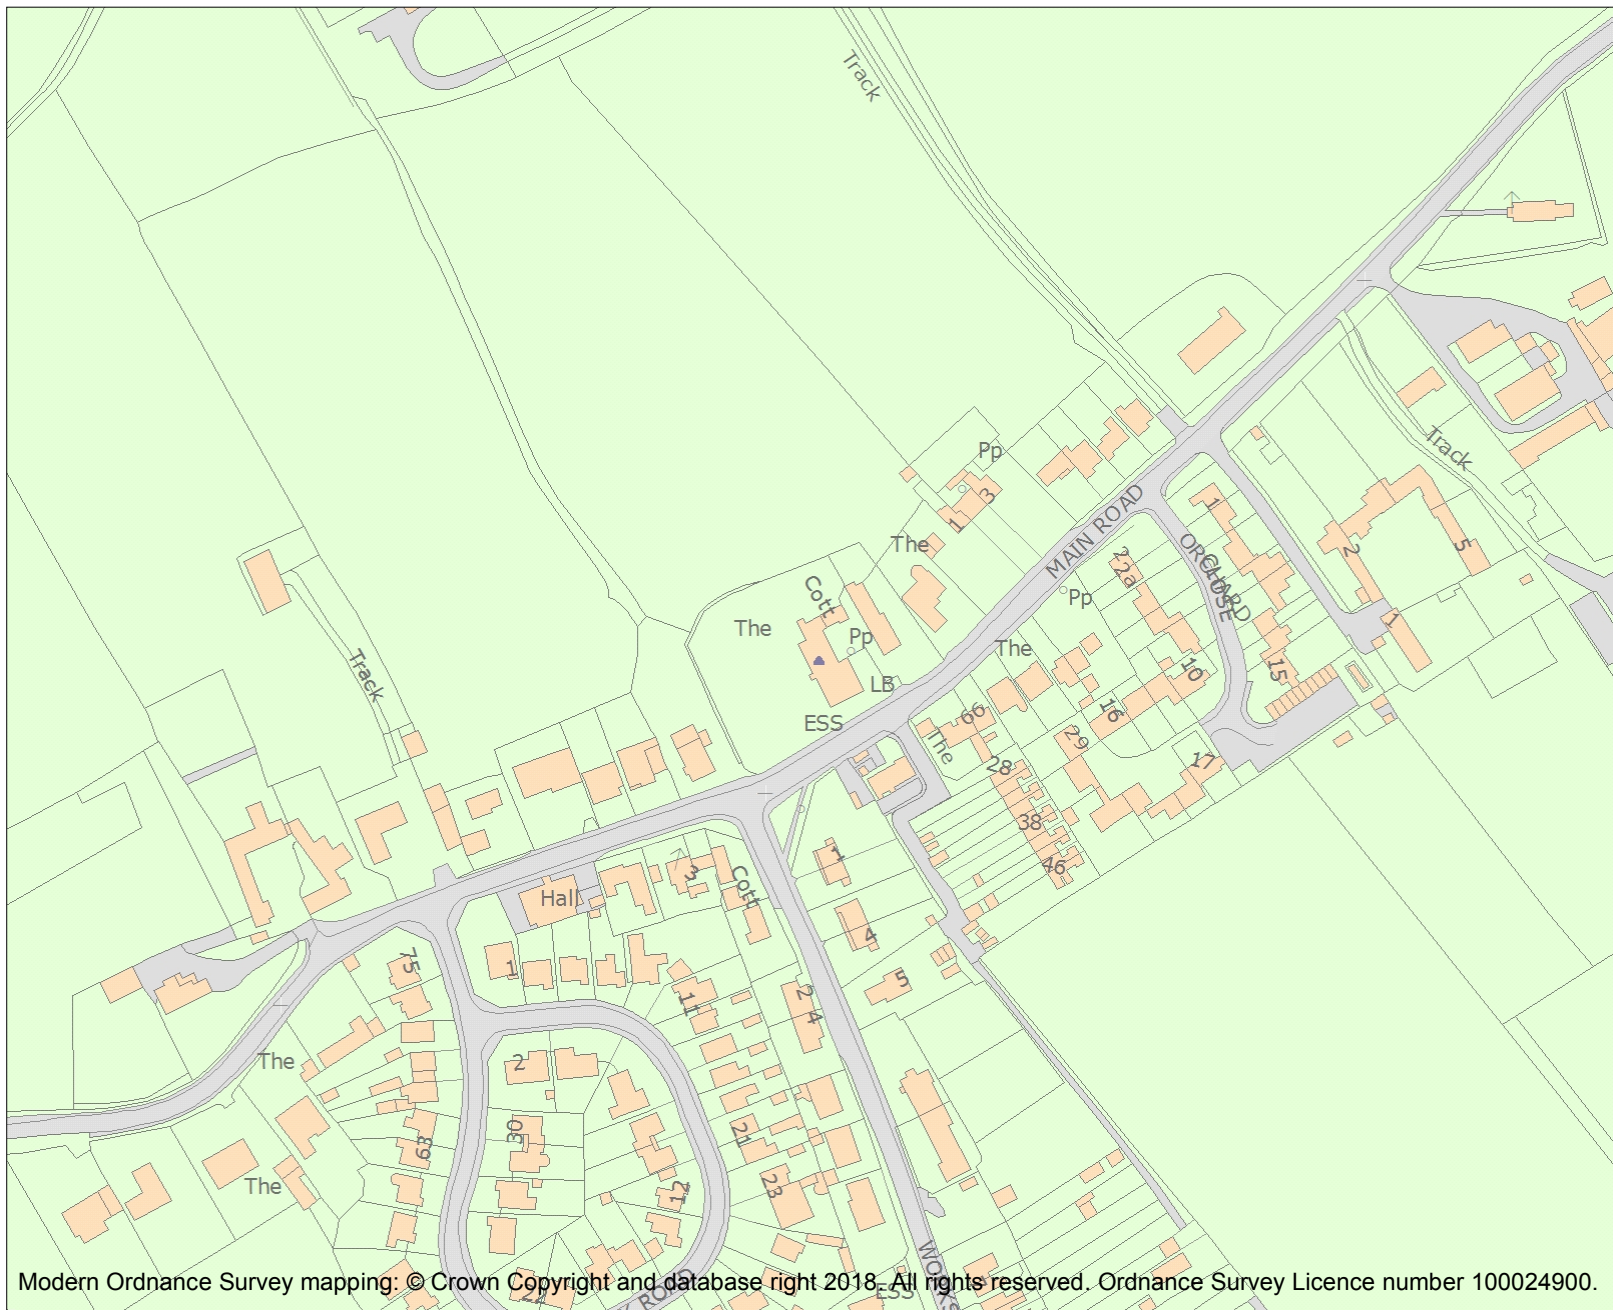 Track
Pp
3
1
The
Track
MAIN ROAD
1
2
5
ORCHARD
CLOSE
22a
Cott
Pp
The
Pp
The
1
Track
LB
10
15
66
16
ESS
The
29
28
17
38
1
46
3
Cott
Hall
4
75
1
5
11
2
4
The
2
30
21
63
The
23
12
ESS
Modern Ordnance Survey mapping: © Crown Copyright and database right 2018. All rights reserved. Ordnance Survey Licence number 100024900.